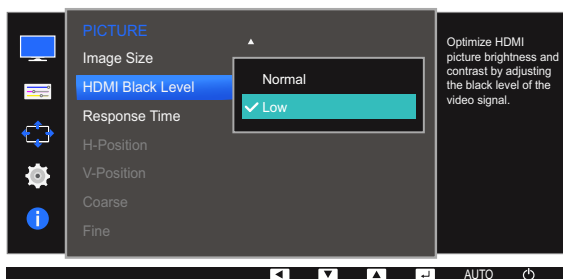 PICTURE
Image Size
HDMI Black Level
Response Time
H-Position
V-Position
Coarse
Fine
Normal
Low
Optimize HDMI
picture brightness and
contrast by adjusting
the black level of the
video signal.
AUTO